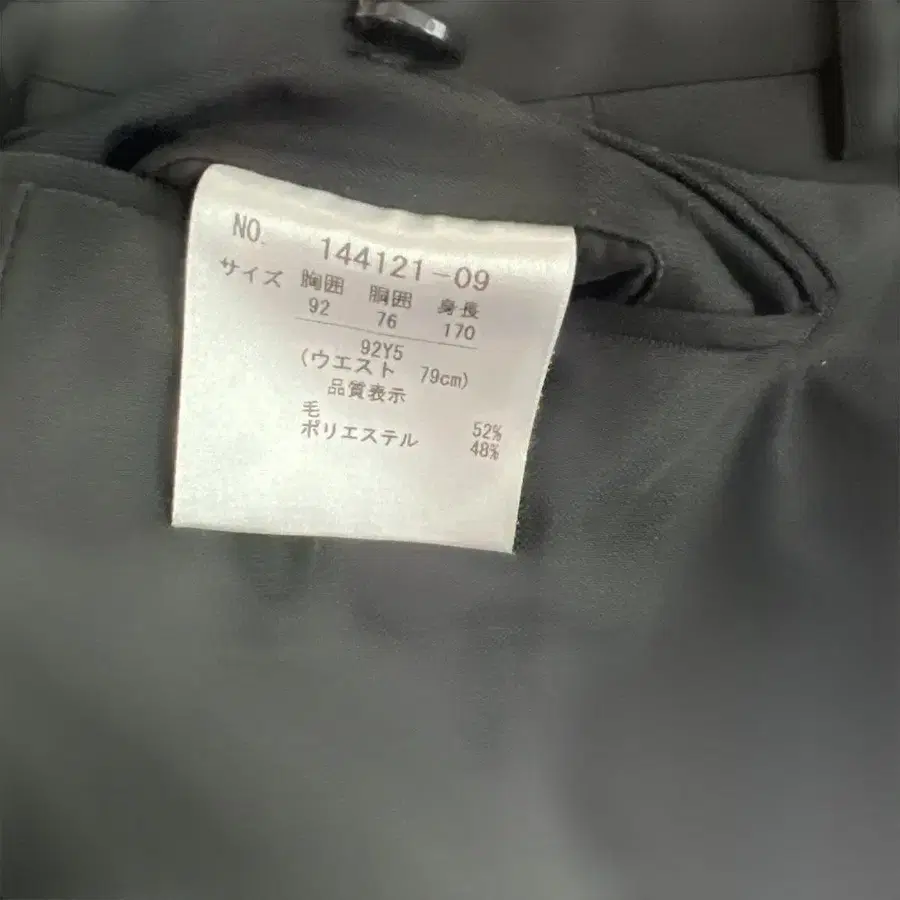 NO. 144121-09
サイズ 胸囲 胴囲 身長
92 76 170
92Y5
(ウエスト 79cm)
品質表示
毛 52%
ポリエステル 48%